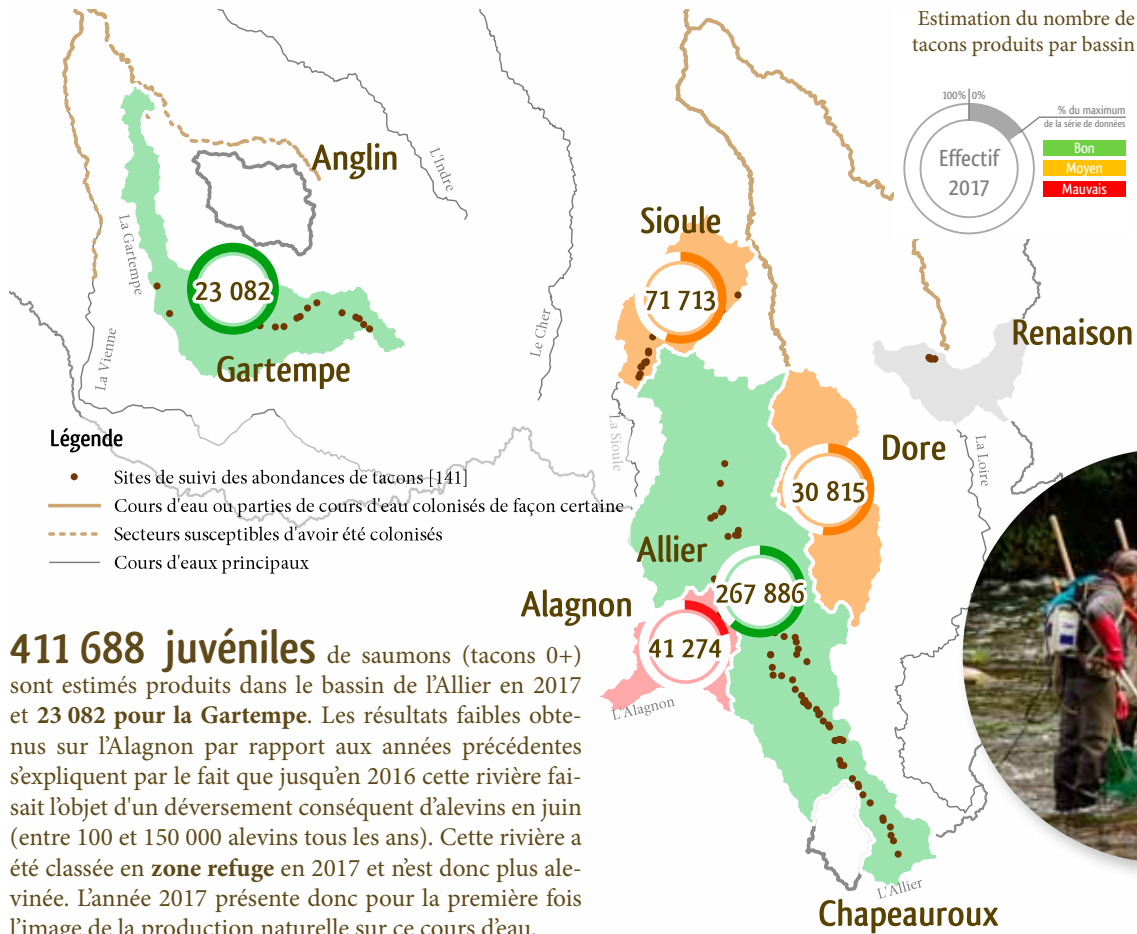 Estimation du nombre de
tacons produits par bassin
100% 0%
% du maximum
de la série de données
Effectif
2017
Bon
Moyen
Mauvais
Anglin
L'Indre
La Gartempe
23 082
Gartempe
La Vienne
Le Cher
Sioule
71 713
La Sioule
Renaison
La Loire
Dore
30 815
Allier
267 886
Alagnon
41 274
L'Alagnon
L'Allier
Chapeauroux
Légende
Sites de suivi des abondances de tacons [141]
Cours d'eau ou parties de cours d'eau colonisés de façon certaine
Secteurs susceptibles d'avoir été colonisés
Cours d'eaux principaux
411 688 juvéniles de saumons (tacons 0+)
sont estimés produits dans le bassin de l'Allier en 2017
et 23 082 pour la Gartempe. Les résultats faibles obte-
nus sur l'Alagnon par rapport aux années précédentes
s'expliquent par le fait que jusqu'en 2016 cette rivière fai-
sait l'objet d'un déversement conséquent d'alevins en juin
(entre 100 et 150 000 alevins tous les ans). Cette rivière a
été classée en zone refuge en 2017 et n'est donc plus ale-
vinée. L'année 2017 présente donc pour la première fois
l'image de la production naturelle sur ce cours d'eau.